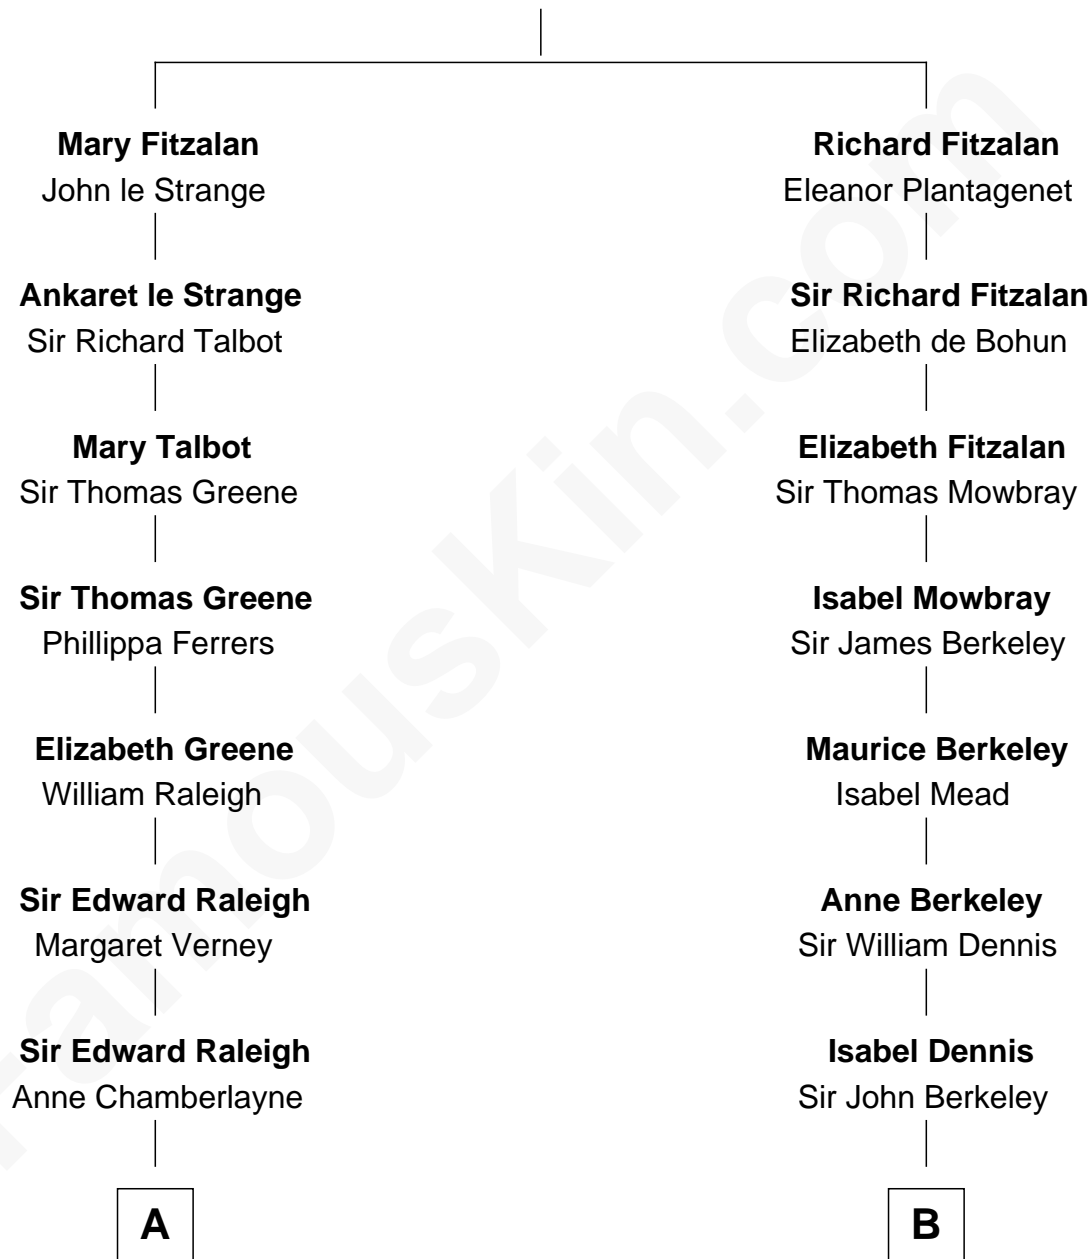 Mary Fitzalan
John le Strange
Ankaret le Strange
Sir Richard Talbot
Mary Talbot
Sir Thomas Greene
Sir Thomas Greene
Phillippa Ferrers
Elizabeth Greene
William Raleigh
Sir Edward Raleigh
Margaret Verney
Sir Edward Raleigh
Anne Chamberlayne
A
Richard Fitzalan
Eleanor Plantagenet
Sir Richard Fitzalan
Elizabeth de Bohun
Elizabeth Fitzalan
Sir Thomas Mowbray
Isabel Mowbray
Sir James Berkeley
Maurice Berkeley
Isabel Mead
Anne Berkeley
Sir William Dennis
Isabel Dennis
Sir John Berkeley
B
FamousKin.com